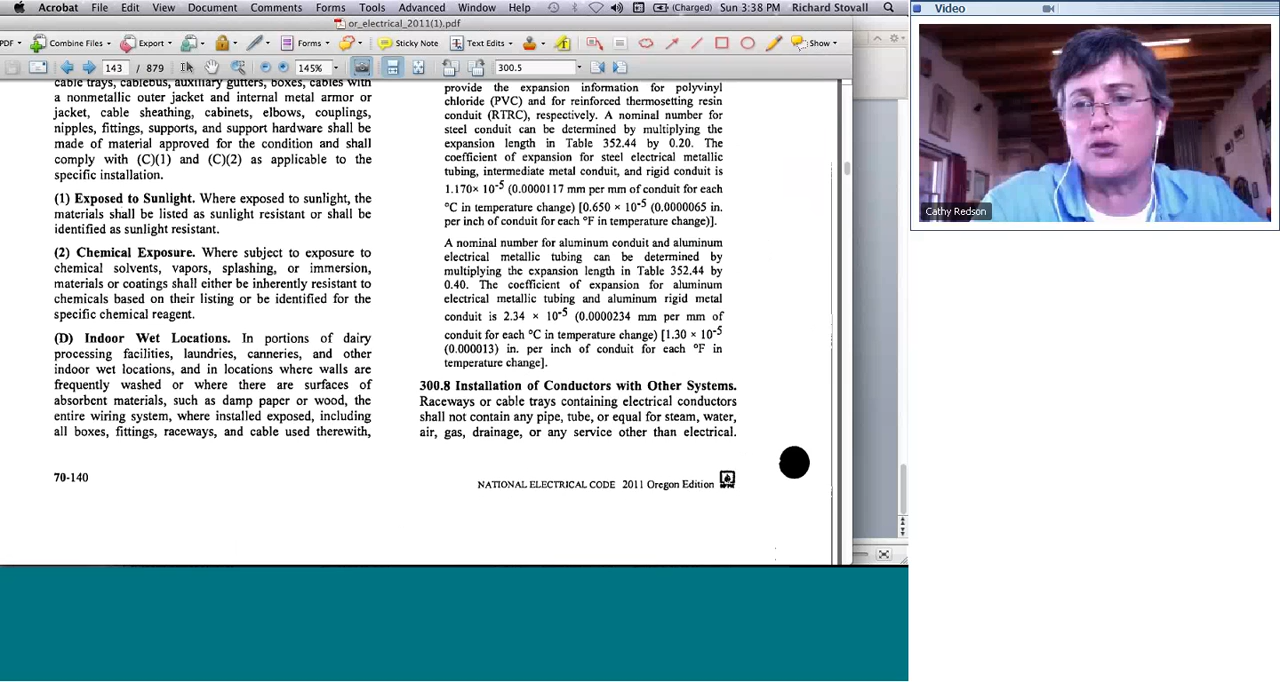 Acrobat File Edit View Document Comments Forms Tools Advanced Window Help (Charged) Sun 3:38 PM Richard Stovall
Video
or_electrical_2011(1).pdf
PDF Combine Files Export Forms Sticky Note Text Edits Show
143 / 879 145% 300.5
cable trays, cablebus, auxiliary gutters, boxes, cables with
a nonmetallic outer jacket and internal metal armor or
jacket, cable sheathing, cabinets, elbows, couplings,
nipples, fittings, supports, and support hardware shall be
made of material approved for the condition and shall
comply with (C)(1) and (C)(2) as applicable to the
specific installation.
(1) Exposed to Sunlight. Where exposed to sunlight, the
materials shall be listed as sunlight resistant or shall be
identified as sunlight resistant.
(2) Chemical Exposure. Where subject to exposure to
chemical solvents, vapors, splashing, or immersion,
materials or coatings shall either be inherently resistant to
chemicals based on their listing or be identified for the
specific chemical reagent.
(D) Indoor Wet Locations. In portions of dairy
processing facilities, laundries, canneries, and other
indoor wet locations, and in locations where walls are
frequently washed or where there are surfaces of
absorbent materials, such as damp paper or wood, the
entire wiring system, where installed exposed, including
all boxes, fittings, raceways, and cable used therewith,
70-140
provide the expansion information for polyvinyl
chloride (PVC) and for reinforced thermosetting resin
conduit (RTRC), respectively. A nominal number for
steel conduit can be determined by multiplying the
expansion length in Table 352.44 by 0.20. The
coefficient of expansion for steel electrical metallic
tubing, intermediate metal conduit, and rigid conduit is
1.170× 10-5 (0.0000117 mm per mm of conduit for each
ºC in temperature change) [0.650 × 10-5 (0.0000065 in.
per inch of conduit for each ºF in temperature change)].
A nominal number for aluminum conduit and aluminum
electrical metallic tubing can be determined by
multiplying the expansion length in Table 352.44 by
0.40. The coefficient of expansion for aluminum
electrical metallic tubing and aluminum rigid metal
conduit is 2.34 × 10-5 (0.0000234 mm per mm of
conduit for each ºC in temperature change) [1.30 × 10-5
(0.000013) in. per inch of conduit for each ºF in
temperature change].
300.8 Installation of Conductors with Other Systems.
Raceways or cable trays containing electrical conductors
shall not contain any pipe, tube, or equal for steam, water,
air, gas, drainage, or any service other than electrical.
NATIONAL ELECTRICAL CODE 2011 Oregon Edition
Cathy Redson